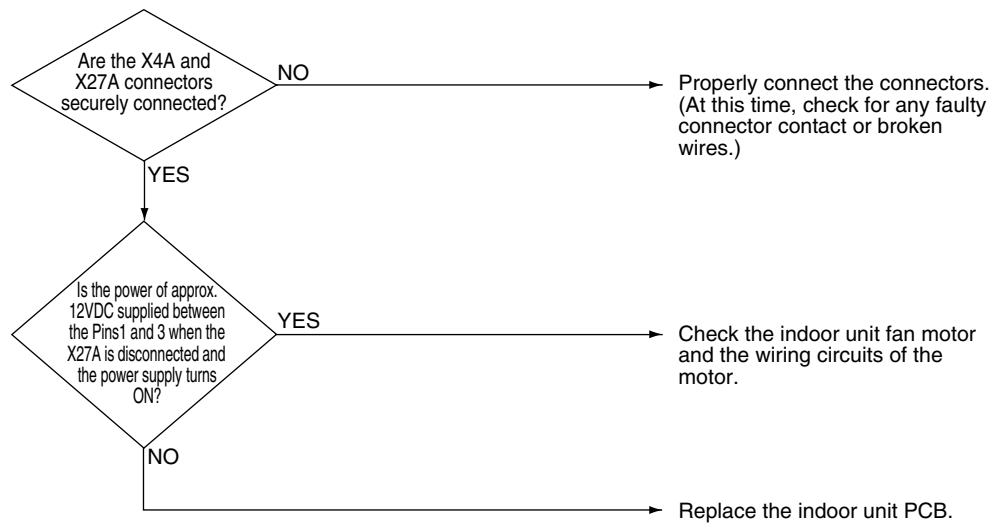 Are the X4A and
X27A connectors
securely connected?
NO
Properly connect the connectors.
(At this time, check for any faulty
connector contact or broken
wires.)
YES
Is the power of approx.
12VDC supplied between
the Pins1 and 3 when the
X27A is disconnected and
the power supply turns
ON?
YES
Check the indoor unit fan motor
and the wiring circuits of the
motor.
NO
Replace the indoor unit PCB.